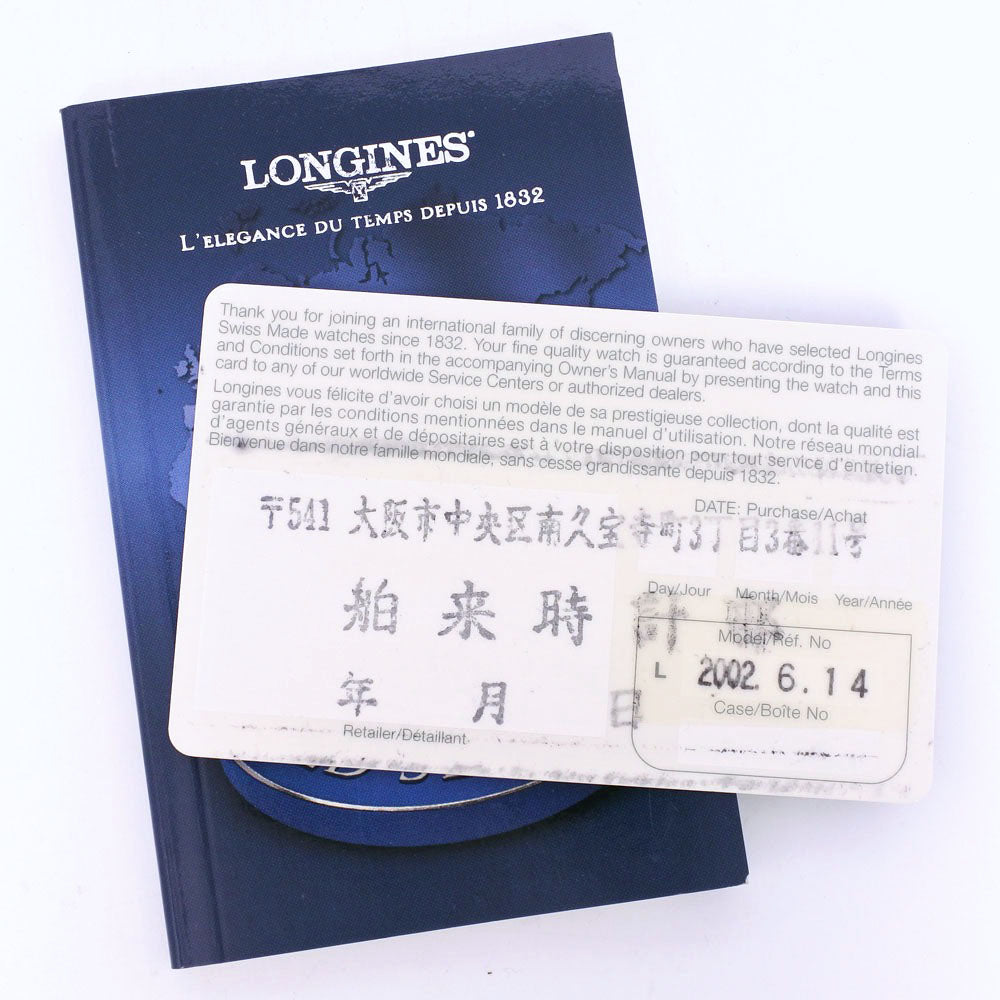 LONGINES
L'ELEGANCE DU TEMPS DEPUIS 1832
Thank you for joining an international family of discerning owners who have selected Longines
Swiss Made watches since 1832. Your fine quality watch is guaranteed according to the Terms
and Conditions set forth in the accompanying Owner's Manual by presenting the watch and this
card to any of our worldwide Service Centers or authorized dealers.
Longines vous félicite d'avoir choisi un modèle de sa prestigieuse collection, dont la qualité est
garantie par les conditions mentionnées dans le manuel d'utilisation. Notre réseau mondial
d'agents généraux et de dépositaires est à votre disposition pour tout service d'entretien.
Bienvenue dans notre famille mondiale, sans cesse grandissante depuis 1832.
DATE: Purchase/Achat
〒541 大阪市中央区南久宝寺町3丁目3番11号
Day/Jour Month/Mois Year/Année
舶来時計
Model/Réf. No
L 2002. 6. 14
年 月 日
Case/Boîte No
Retailer/Détaillant